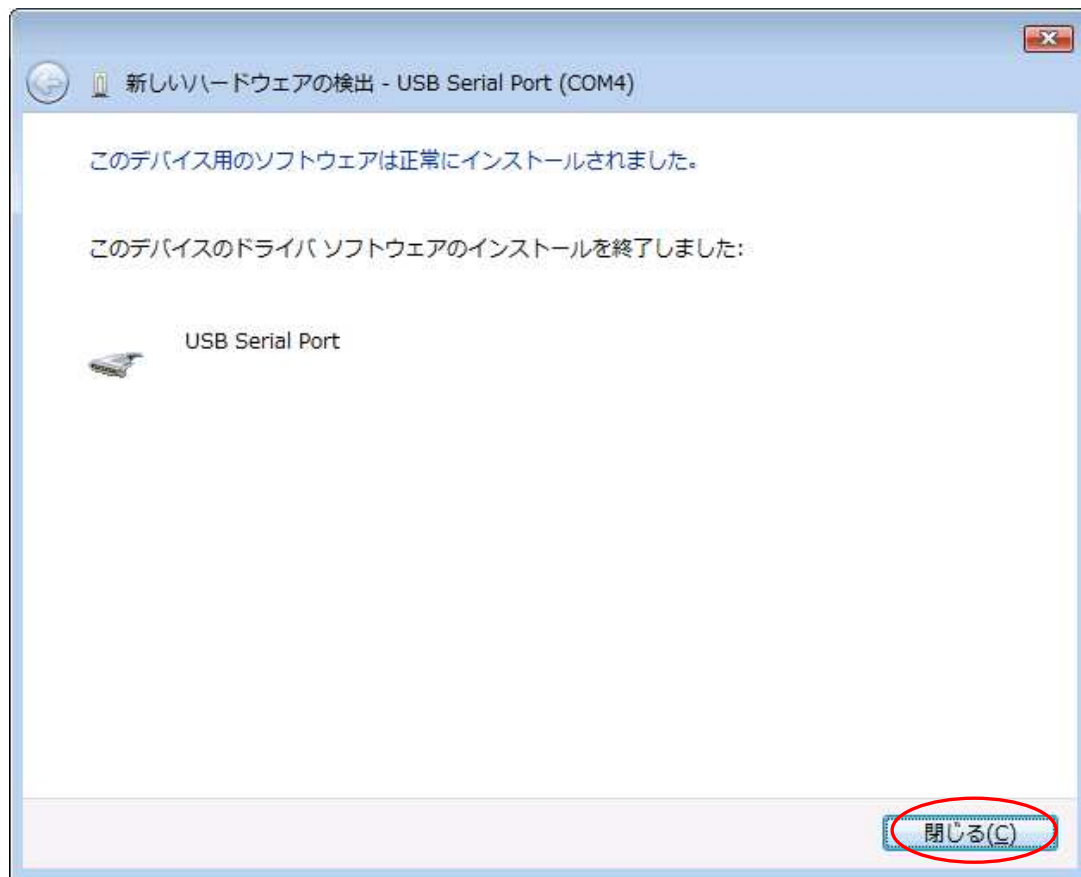 新しいハードウェアの検出 - USB Serial Port (COM4)
このデバイス用のソフトウェアは正常にインストールされました。
このデバイスのドライバ ソフトウェアのインストールを終了しました:
USB Serial Port
閉じる(C)